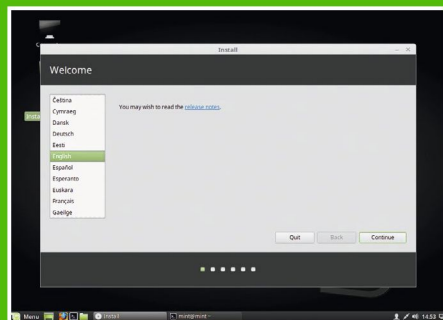 Install
Welcome
Čeština
Cymraeg
Dansk
Deutsch
Eesti
English
Español
Esperanto
Euskara
Français
Gaeilge
You may wish to read the release notes.
Quit
Back
Continue
Insta
Menu
Install
mint@mint ~
14:53